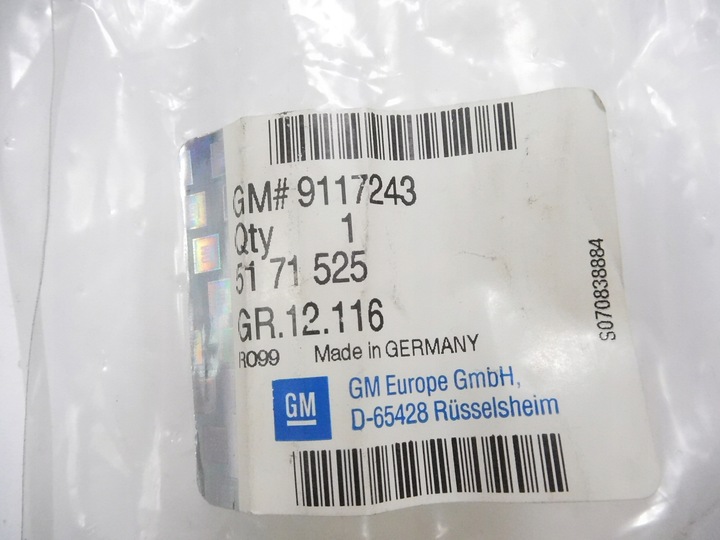 GM# 9117243
Qty 1
51 71 525
GR.12.116
R099 Made in GERMANY
GM
GM Europe GmbH,
D-65428 Rüsselsheim
S070838884